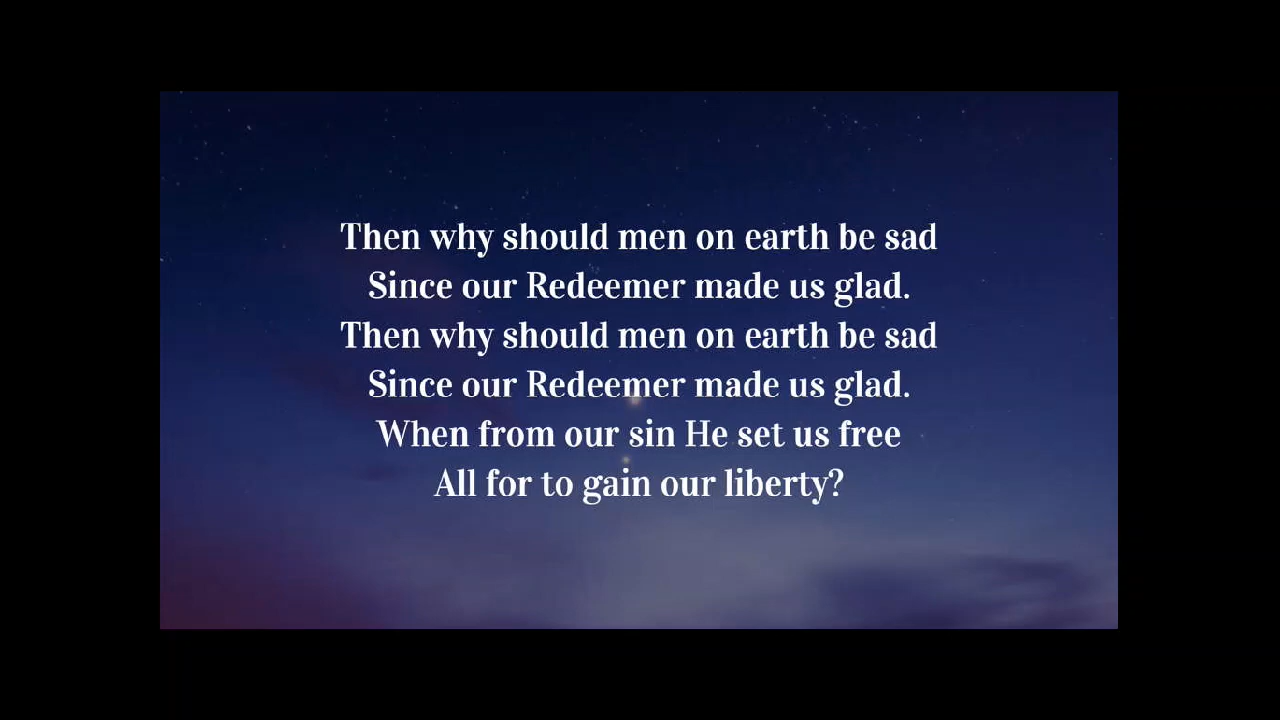 Then why should men on earth be sad
Since our Redeemer made us glad.
Then why should men on earth be sad
Since our Redeemer made us glad.
When from our sin He set us free
All for to gain our liberty?